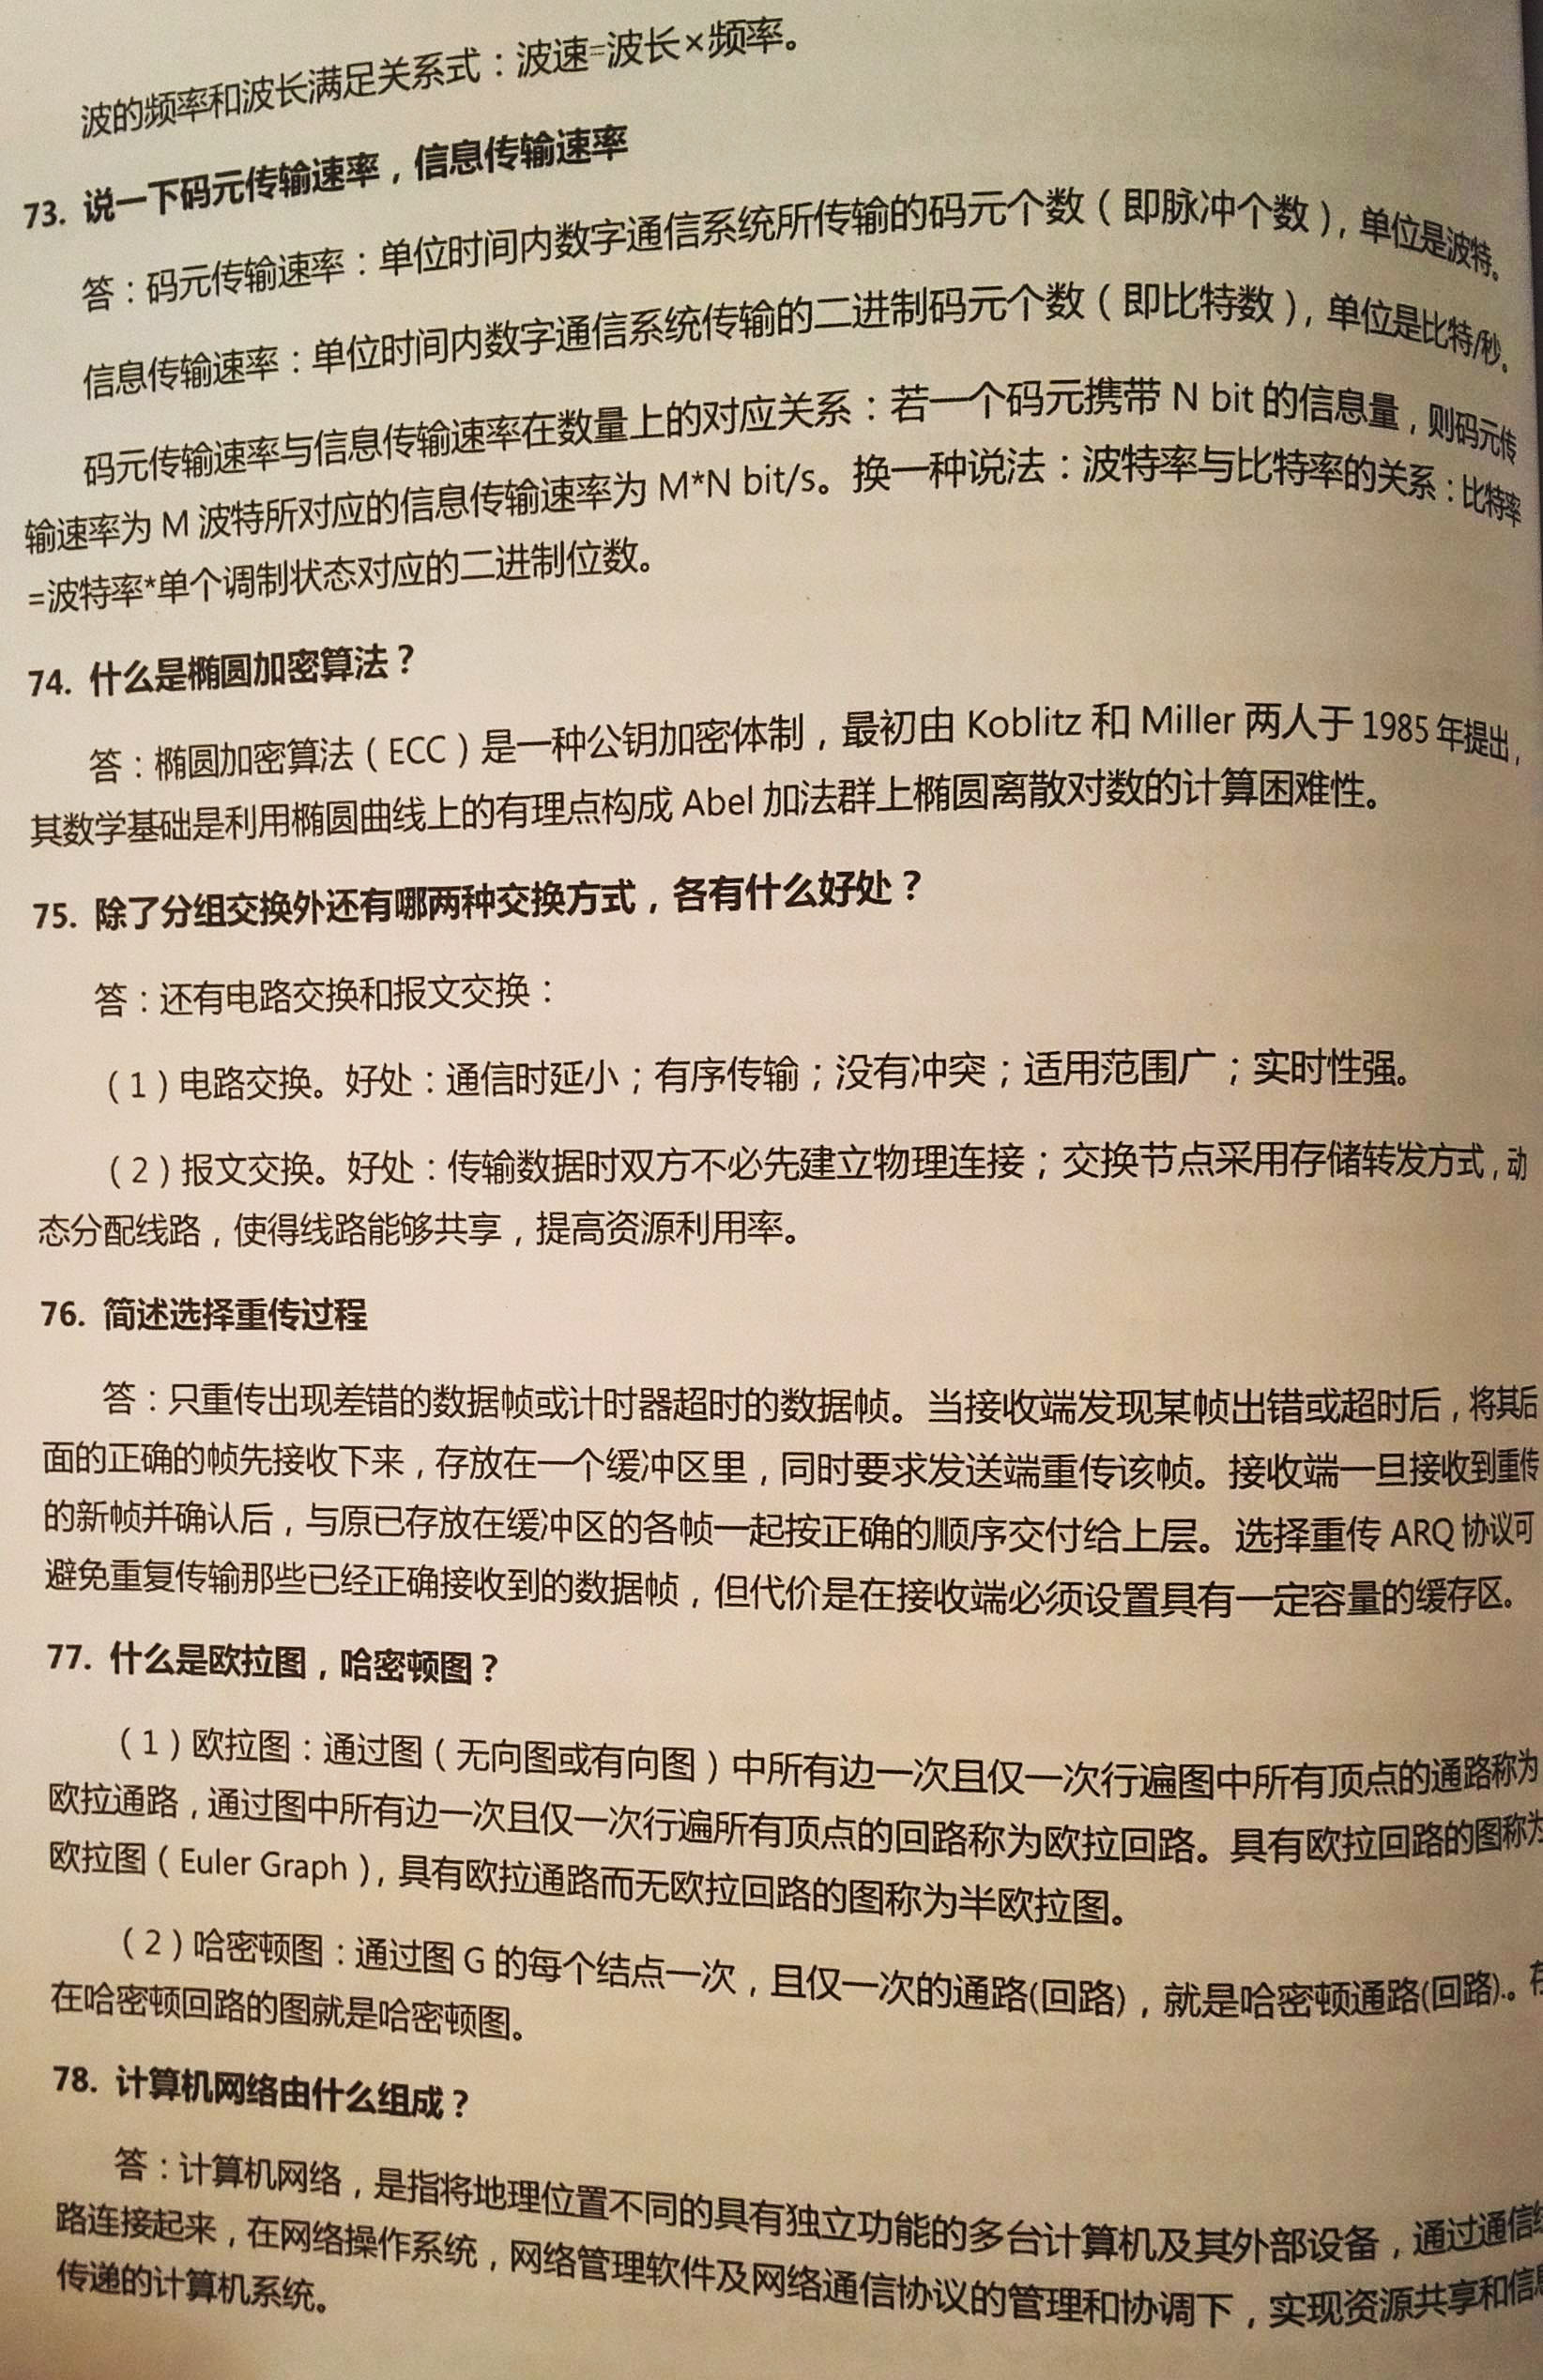 波的频率和波长满足关系式：波速=波长×频率。
73. 说一下码元传输速率，信息传输速率
答：码元传输速率：单位时间内数字通信系统所传输的码元个数（即脉冲个数），单位是波特。
信息传输速率：单位时间内数字通信系统传输的二进制码元个数（即比特数），单位是比特/秒。
码元传输速率与信息传输速率在数量上的对应关系：若一个码元携带 N bit 的信息量，则码元传
输速率为 M 波特所对应的信息传输速率为 M*N bit/s。换一种说法：波特率与比特率的关系：比特率
=波特率*单个调制状态对应的二进制位数。
74. 什么是椭圆加密算法？
答：椭圆加密算法（ECC）是一种公钥加密体制，最初由 Koblitz 和 Miller 两人于 1985 年提出，
其数学基础是利用椭圆曲线上的有理点构成 Abel 加法群上椭圆离散对数的计算困难性。
75. 除了分组交换外还有哪两种交换方式，各有什么好处？
答：还有电路交换和报文交换：
（1）电路交换。好处：通信时延小；有序传输；没有冲突；适用范围广；实时性强。
（2）报文交换。好处：传输数据时双方不必先建立物理连接；交换节点采用存储转发方式，动
态分配线路，使得线路能够共享，提高资源利用率。
76. 简述选择重传过程
答：只重传出现差错的数据帧或计时器超时的数据帧。当接收端发现某帧出错或超时后，将其后
面的正确的帧先接收下来，存放在一个缓冲区里，同时要求发送端重传该帧。接收端一旦接收到重传
的新帧并确认后，与原已存放在缓冲区的各帧一起按正确的顺序交付给上层。选择重传 ARQ 协议可
避免重复传输那些已经正确接收到的数据帧，但代价是在接收端必须设置具有一定容量的缓存区。
77. 什么是欧拉图，哈密顿图？
（1）欧拉图：通过图（无向图或有向图）中所有边一次且仅一次行遍图中所有顶点的通路称为
欧拉通路，通过图中所有边一次且仅一次行遍所有顶点的回路称为欧拉回路。具有欧拉回路的图称为
欧拉图（Euler Graph），具有欧拉通路而无欧拉回路的图称为半欧拉图。
（2）哈密顿图：通过图 G 的每个结点一次，且仅一次的通路(回路)，就是哈密顿通路(回路).。存
在哈密顿回路的图就是哈密顿图。
78. 计算机网络由什么组成？
答：计算机网络，是指将地理位置不同的具有独立功能的多台计算机及其外部设备，通过通信线
路连接起来，在网络操作系统，网络管理软件及网络通信协议的管理和协调下，实现资源共享和信息
传递的计算机系统。